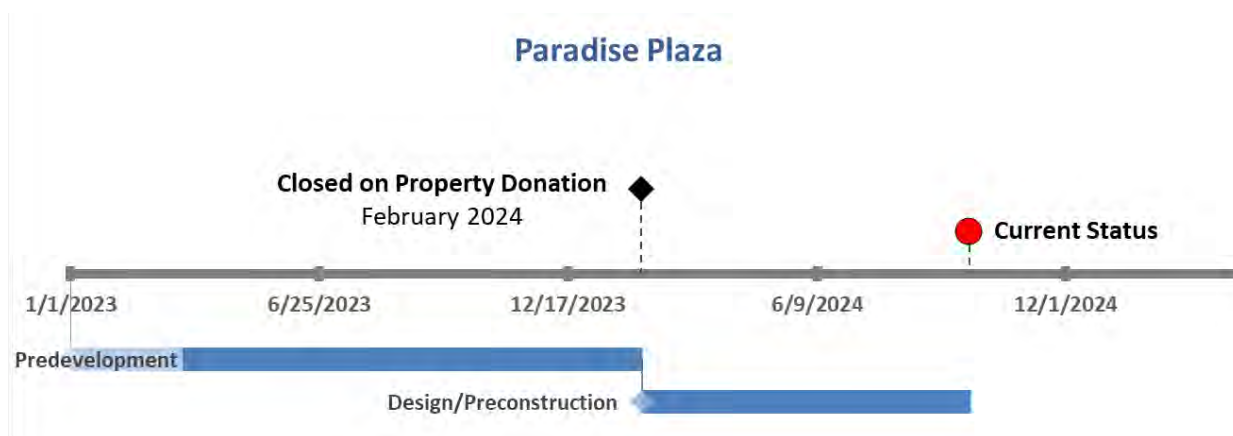 Paradise Plaza
Closed on Property Donation
February 2024
Current Status
1/1/2023
6/25/2023
12/17/2023
6/9/2024
12/1/2024
Predevelopment
Design/Preconstruction